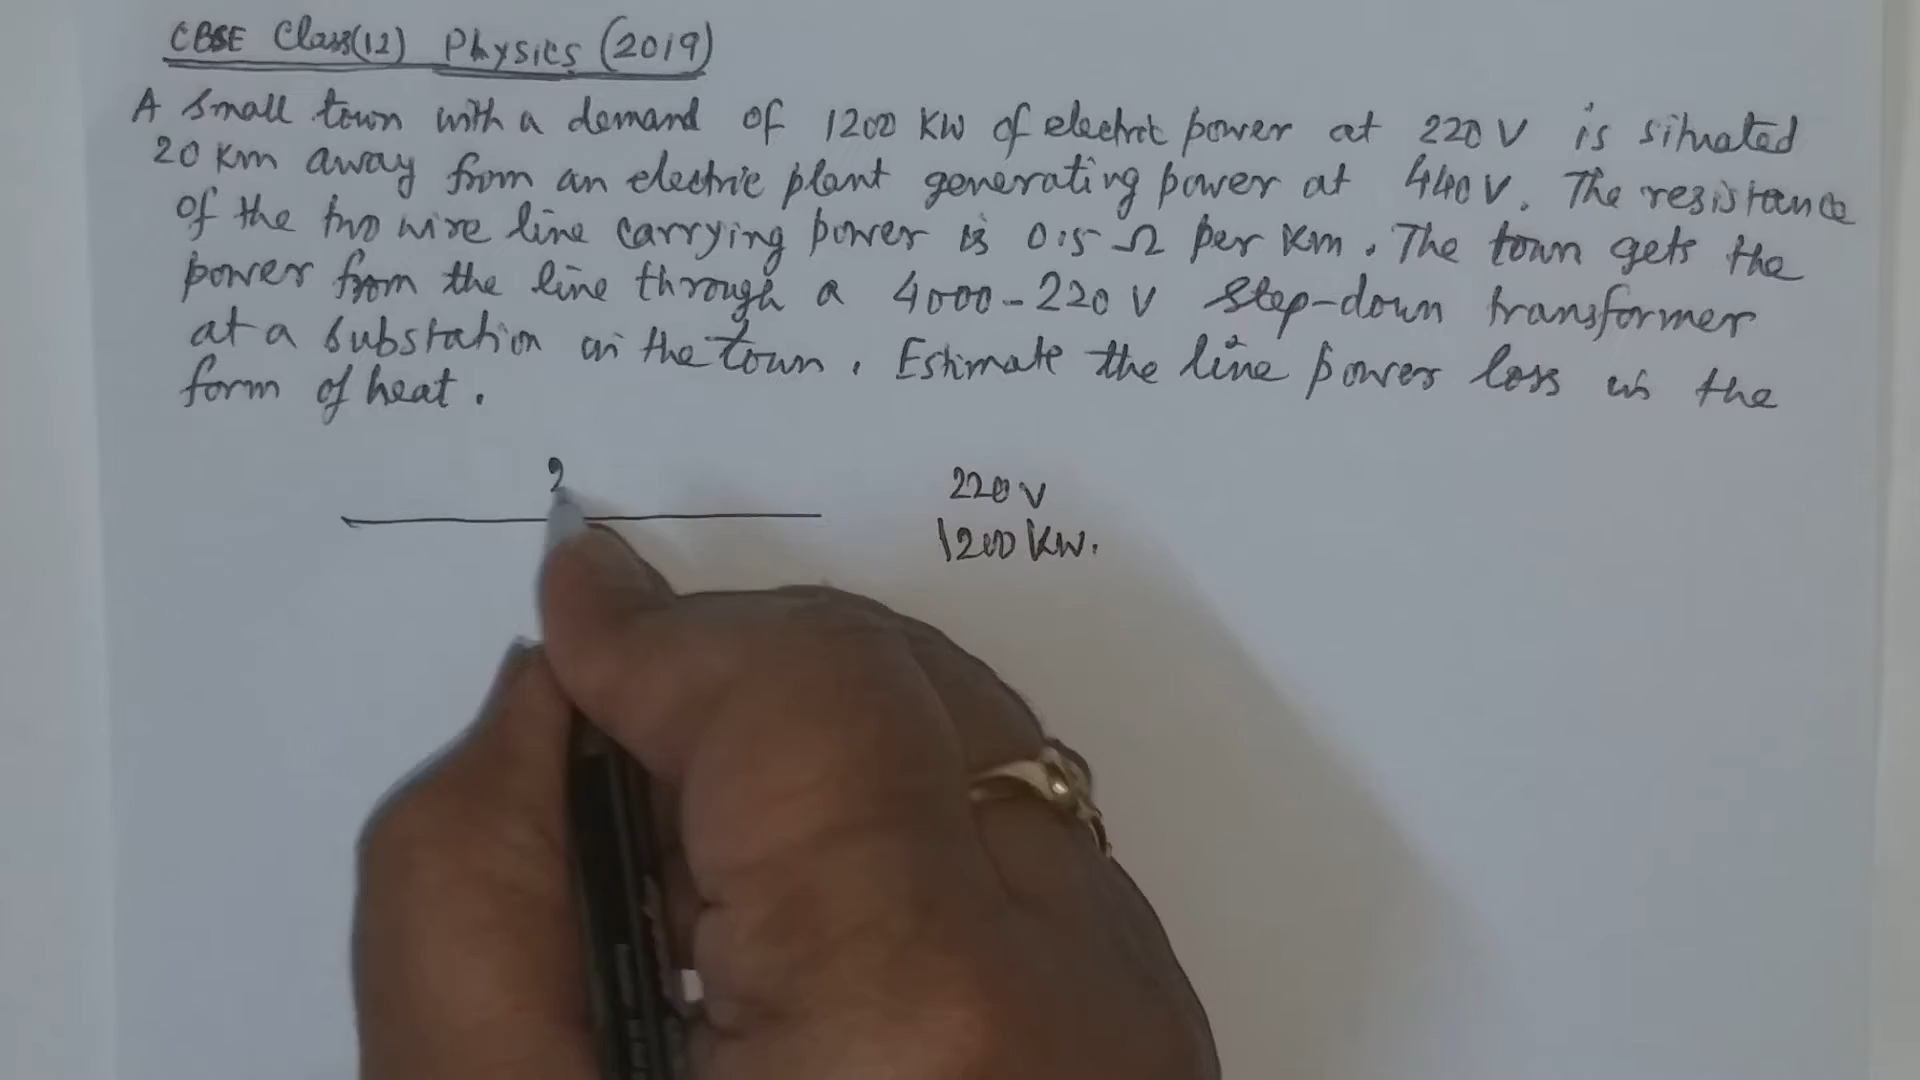 CBSE Class(12) Physics (2019)
A small town with a demand of 1200 KW of electric power at 220 V is situated
20 Km away from an electric plant generating power at 440 V. The resistance
of the two wire line carrying power is 0.5 Ω per Km. The town gets the
power from the line through a 4000-220 V step-down transformer
at a substation in the town. Estimate the line power loss in the
form of heat.
2
220 V
1200 KW.